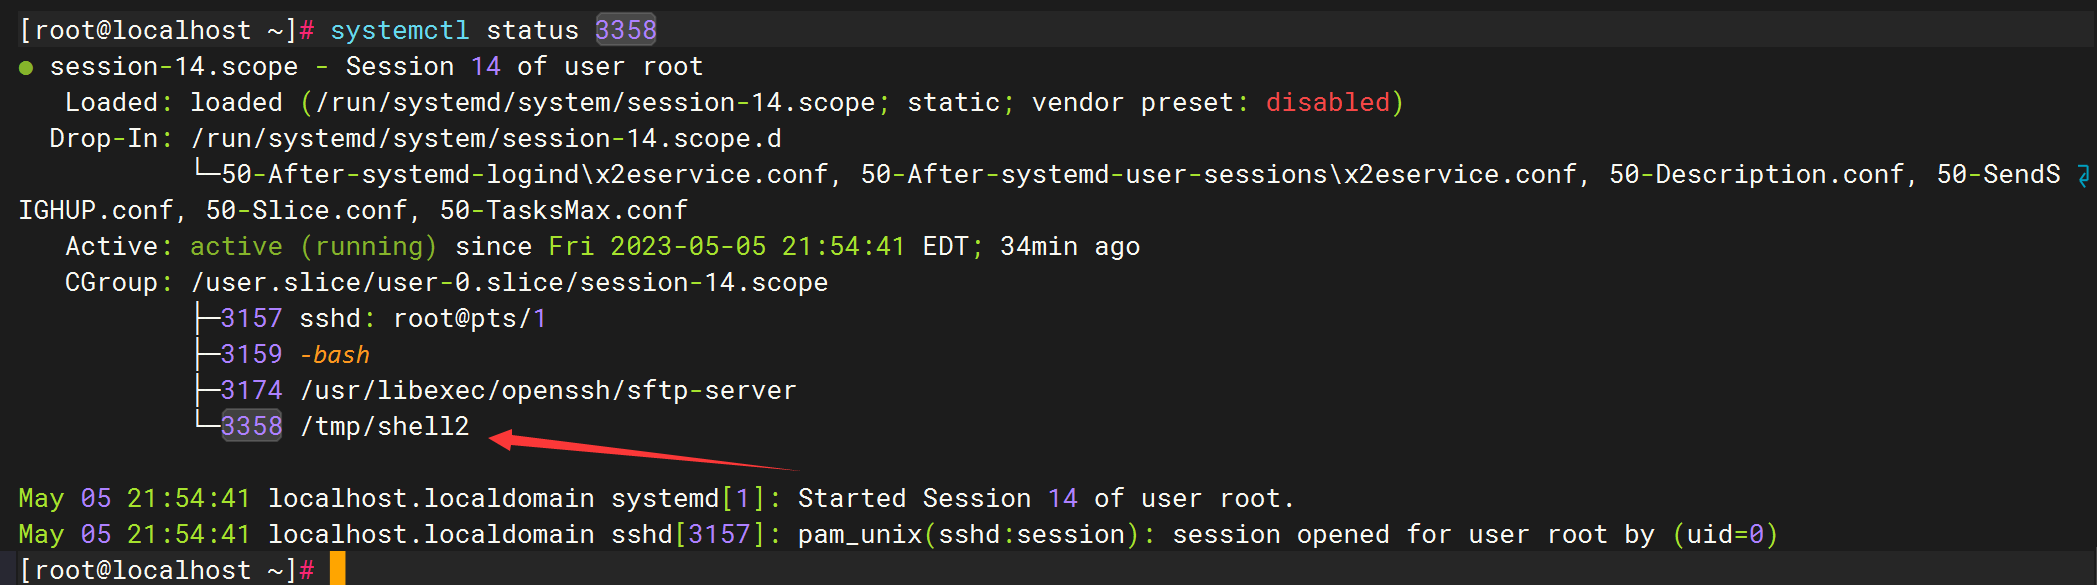 [root@localhost ~]# systemctl status 3358
● session-14.scope - Session 14 of user root
   Loaded: loaded (/run/systemd/system/session-14.scope; static; vendor preset: disabled)
  Drop-In: /run/systemd/system/session-14.scope.d
           └─50-After-systemd-logind\x2eservice.conf, 50-After-systemd-user-sessions\x2eservice.conf, 50-Description.conf, 50-SendS
IGHUP.conf, 50-Slice.conf, 50-TasksMax.conf
   Active: active (running) since Fri 2023-05-05 21:54:41 EDT; 34min ago
   CGroup: /user.slice/user-0.slice/session-14.scope
           ├─3157 sshd: root@pts/1
           ├─3159 -bash
           ├─3174 /usr/libexec/openssh/sftp-server
           └─3358 /tmp/shell2

May 05 21:54:41 localhost.localdomain systemd[1]: Started Session 14 of user root.
May 05 21:54:41 localhost.localdomain sshd[3157]: pam_unix(sshd:session): session opened for user root by (uid=0)
[root@localhost ~]#